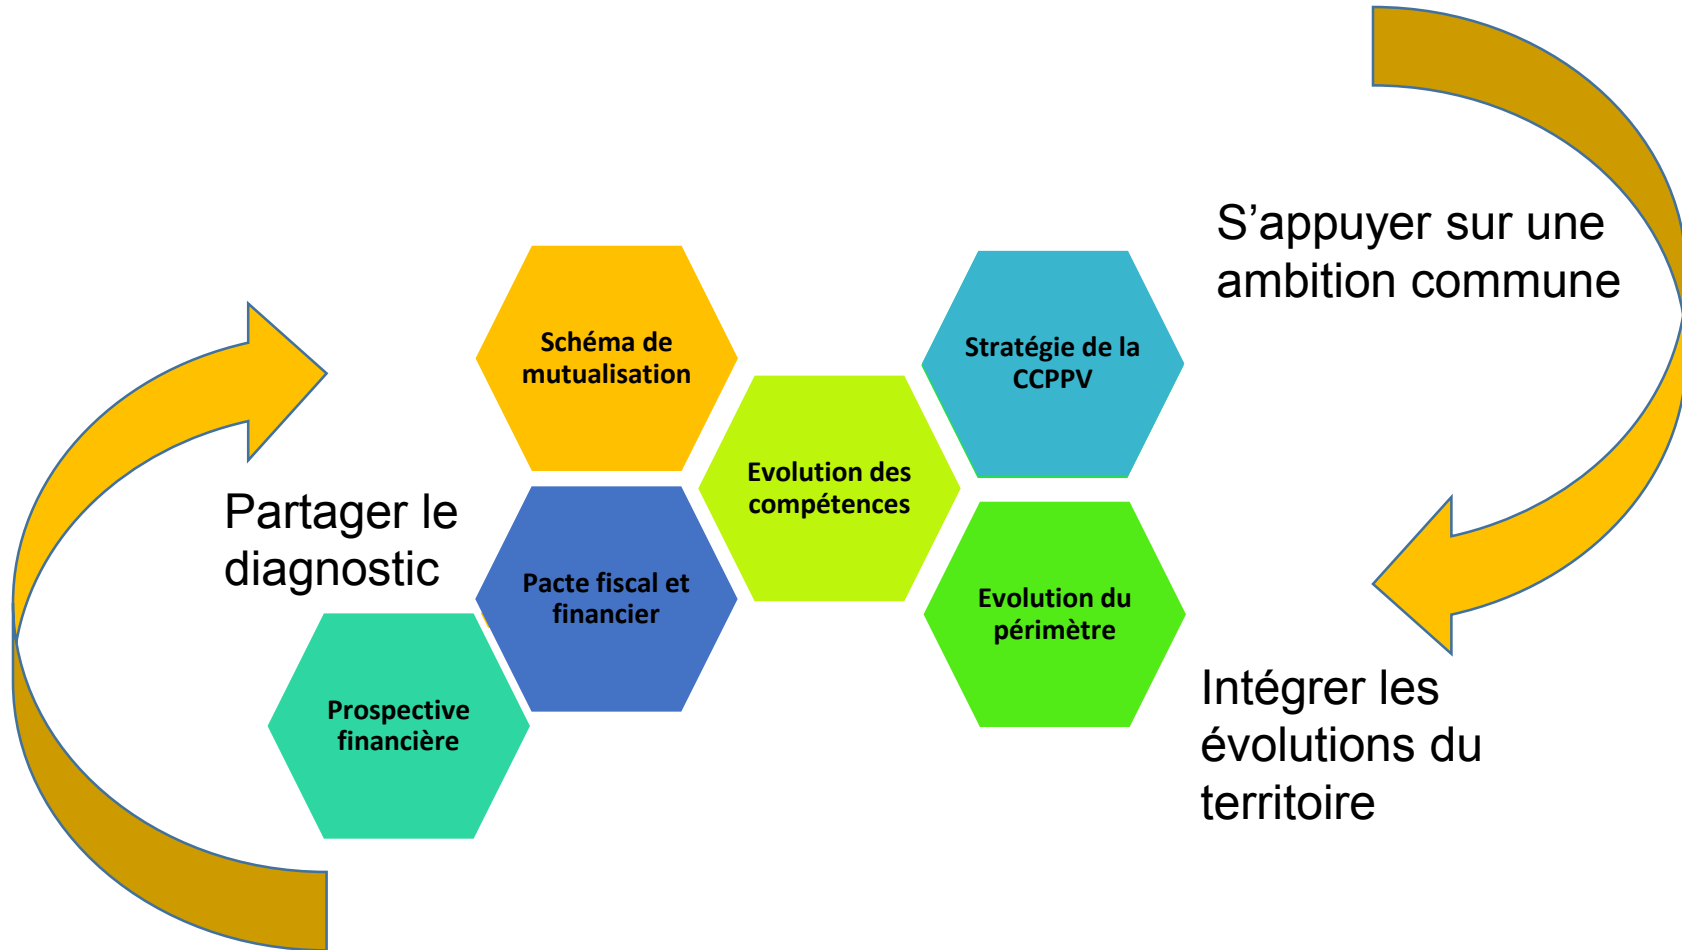 S’appuyer sur une
ambition commune
Schéma de
mutualisation
Stratégie de la
CCPPV
Evolution des
compétences
Partager le
diagnostic
Pacte fiscal et
financier
Evolution du
périmètre
Prospective
financière
Intégrer les
évolutions du
territoire